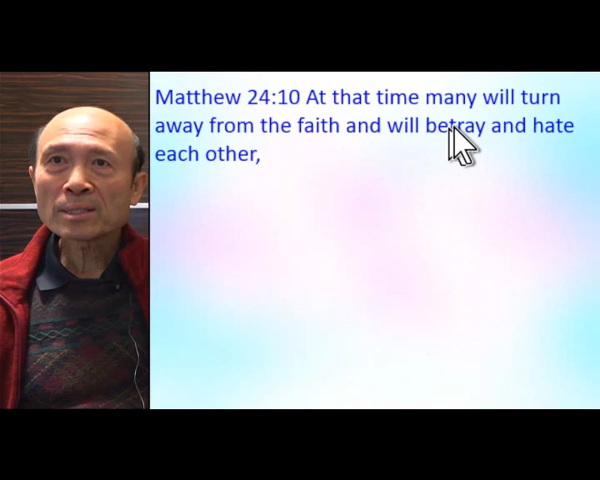 Matthew 24:10 At that time many will turn
away from the faith and will betray and hate
each other,